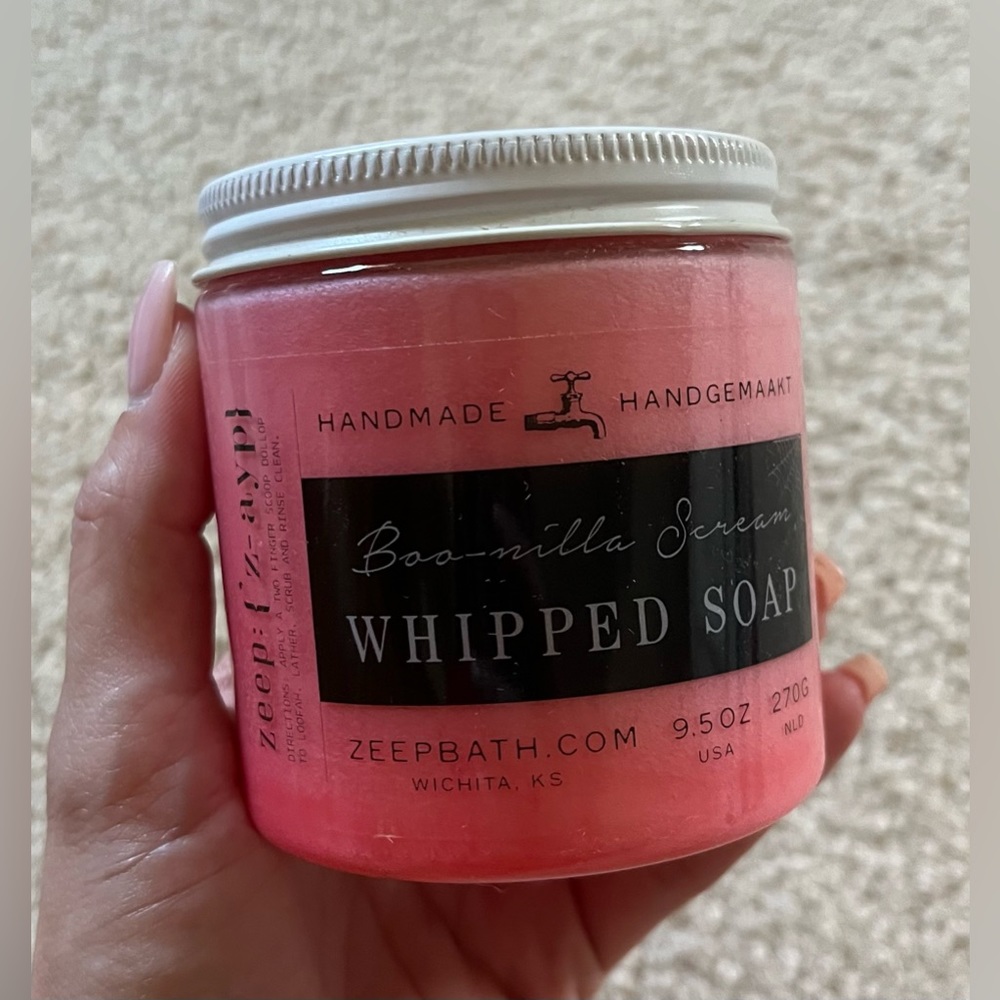 HANDMADE HANDGEMAAKT
Boo-nilla Scream
WHIPPED SOAP
ZEEPBATH.COM 9.5OZ 270G
WICHITA, KS USA NLD
zeep: {'z-ayp}
DIRECTIONS: APPLY A TWO FINGER SCOOP DOLLOP
TO LOOFAH. LATHER, SCRUB AND RINSE CLEAN.